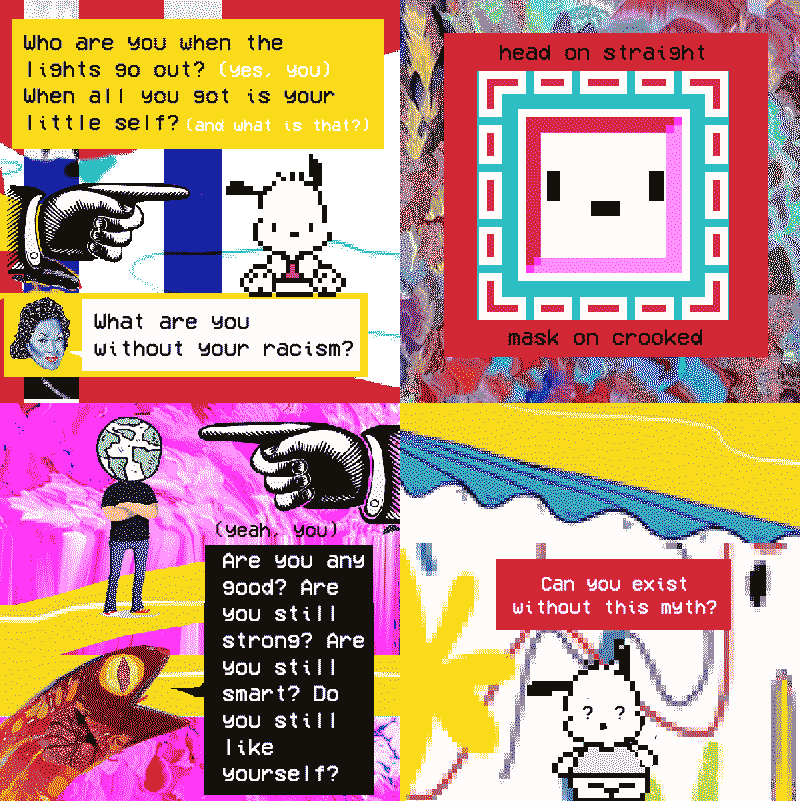 Who are you when the
lights go out? (yes, you)
When all you got is your
little self? (and what is that?)
What are you
without your racism?
head on straight
mask on crooked
(yeah, you)
Are you any
good? Are
you still
strong? Are
you still
smart? Do
you still
like
yourself?
Can you exist
without this myth?
? ?